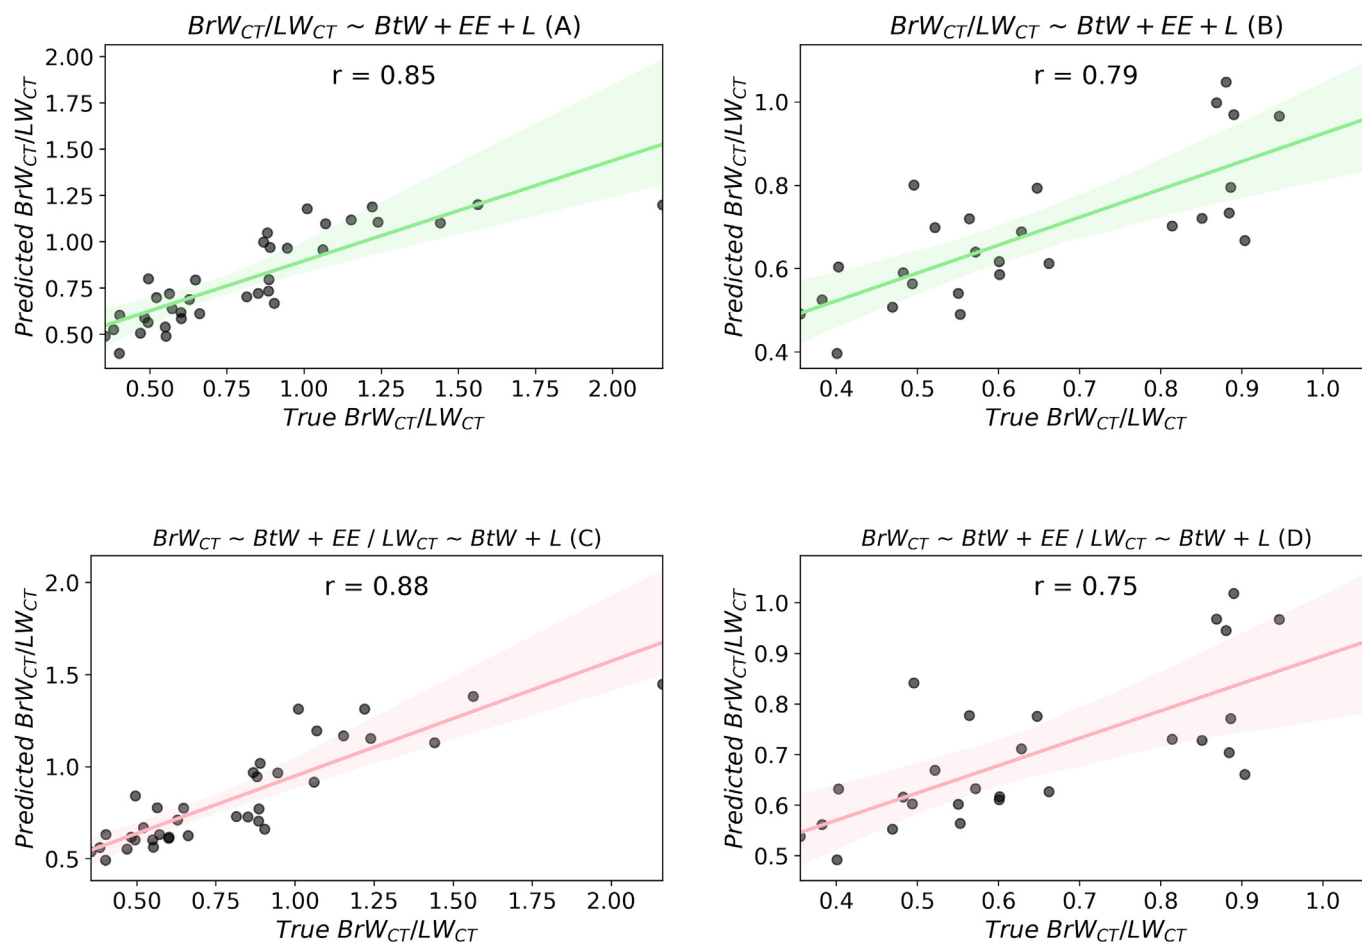 BrW_CT/LW_CT ~ BtW + EE + L (A)
r = 0.85
Predicted BrW_CT/LW_CT
2.00
1.75
1.50
1.25
1.00
0.75
0.50
0.50 0.75 1.00 1.25 1.50 1.75 2.00
True BrW_CT/LW_CT
BrW_CT/LW_CT ~ BtW + EE + L (B)
r = 0.79
Predicted BrW_CT/LW_CT
1.0
0.8
0.6
0.4
0.4 0.5 0.6 0.7 0.8 0.9 1.0
True BrW_CT/LW_CT
BrW_CT ~ BtW + EE / LW_CT ~ BtW + L (C)
r = 0.88
Predicted BrW_CT/LW_CT
2.0
1.5
1.0
0.5
0.50 0.75 1.00 1.25 1.50 1.75 2.00
True BrW_CT/LW_CT
BrW_CT ~ BtW + EE / LW_CT ~ BtW + L (D)
r = 0.75
Predicted BrW_CT/LW_CT
1.0
0.9
0.8
0.7
0.6
0.5
0.4 0.5 0.6 0.7 0.8 0.9 1.0
True BrW_CT/LW_CT